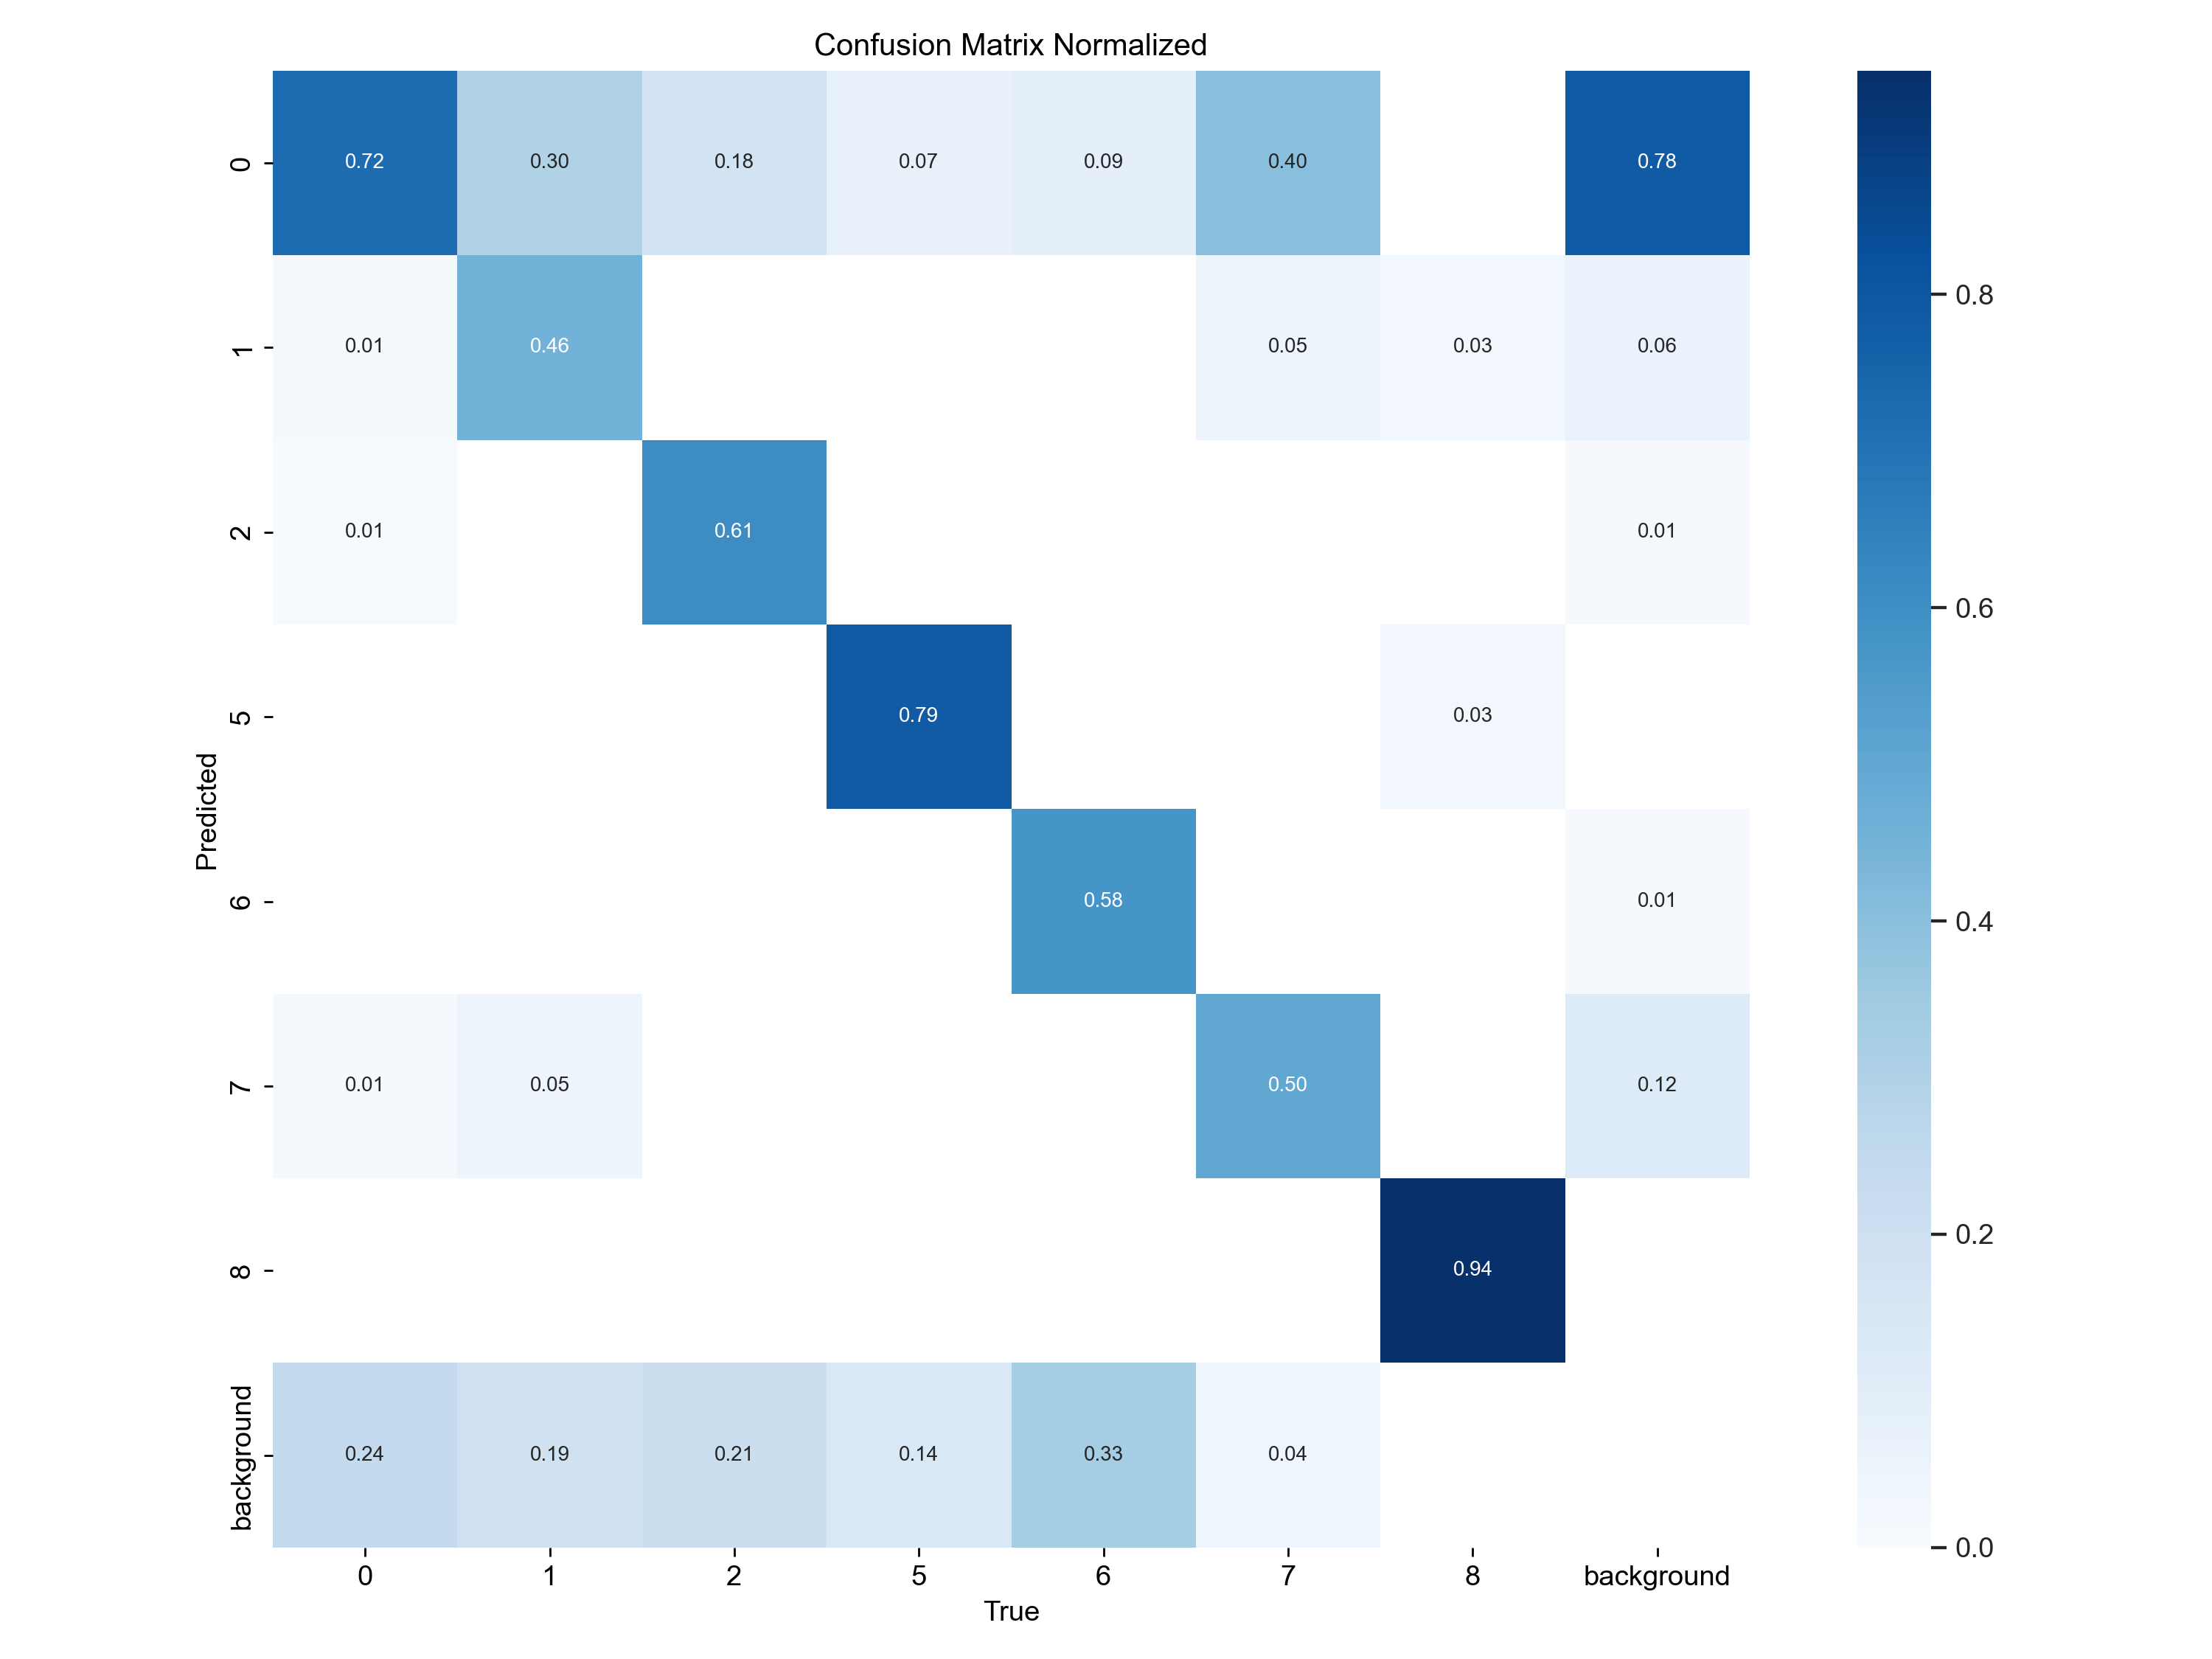 Confusion Matrix Normalized
0 0.72 0.30 0.18 0.07 0.09 0.40 0.78
1 0.01 0.46 0.05 0.03 0.06
2 0.01 0.61 0.01
5 0.79 0.03
6 0.58 0.01
7 0.01 0.05 0.50 0.12
8 0.94
background 0.24 0.19 0.21 0.14 0.33 0.04
0 1 2 5 6 7 8 background
True
Predicted
0.8
0.6
0.4
0.2
0.0